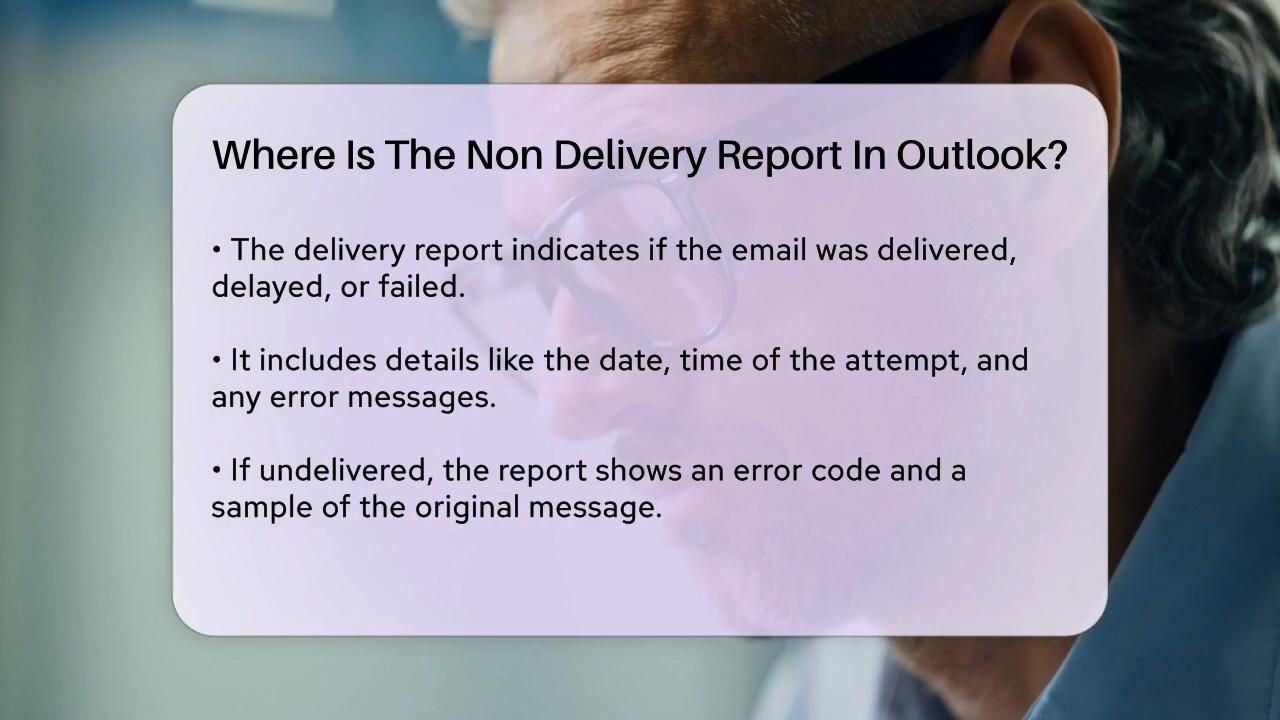 Where Is The Non Delivery Report In Outlook?
• The delivery report indicates if the email was delivered,
delayed, or failed.
• It includes details like the date, time of the attempt, and
any error messages.
• If undelivered, the report shows an error code and a
sample of the original message.